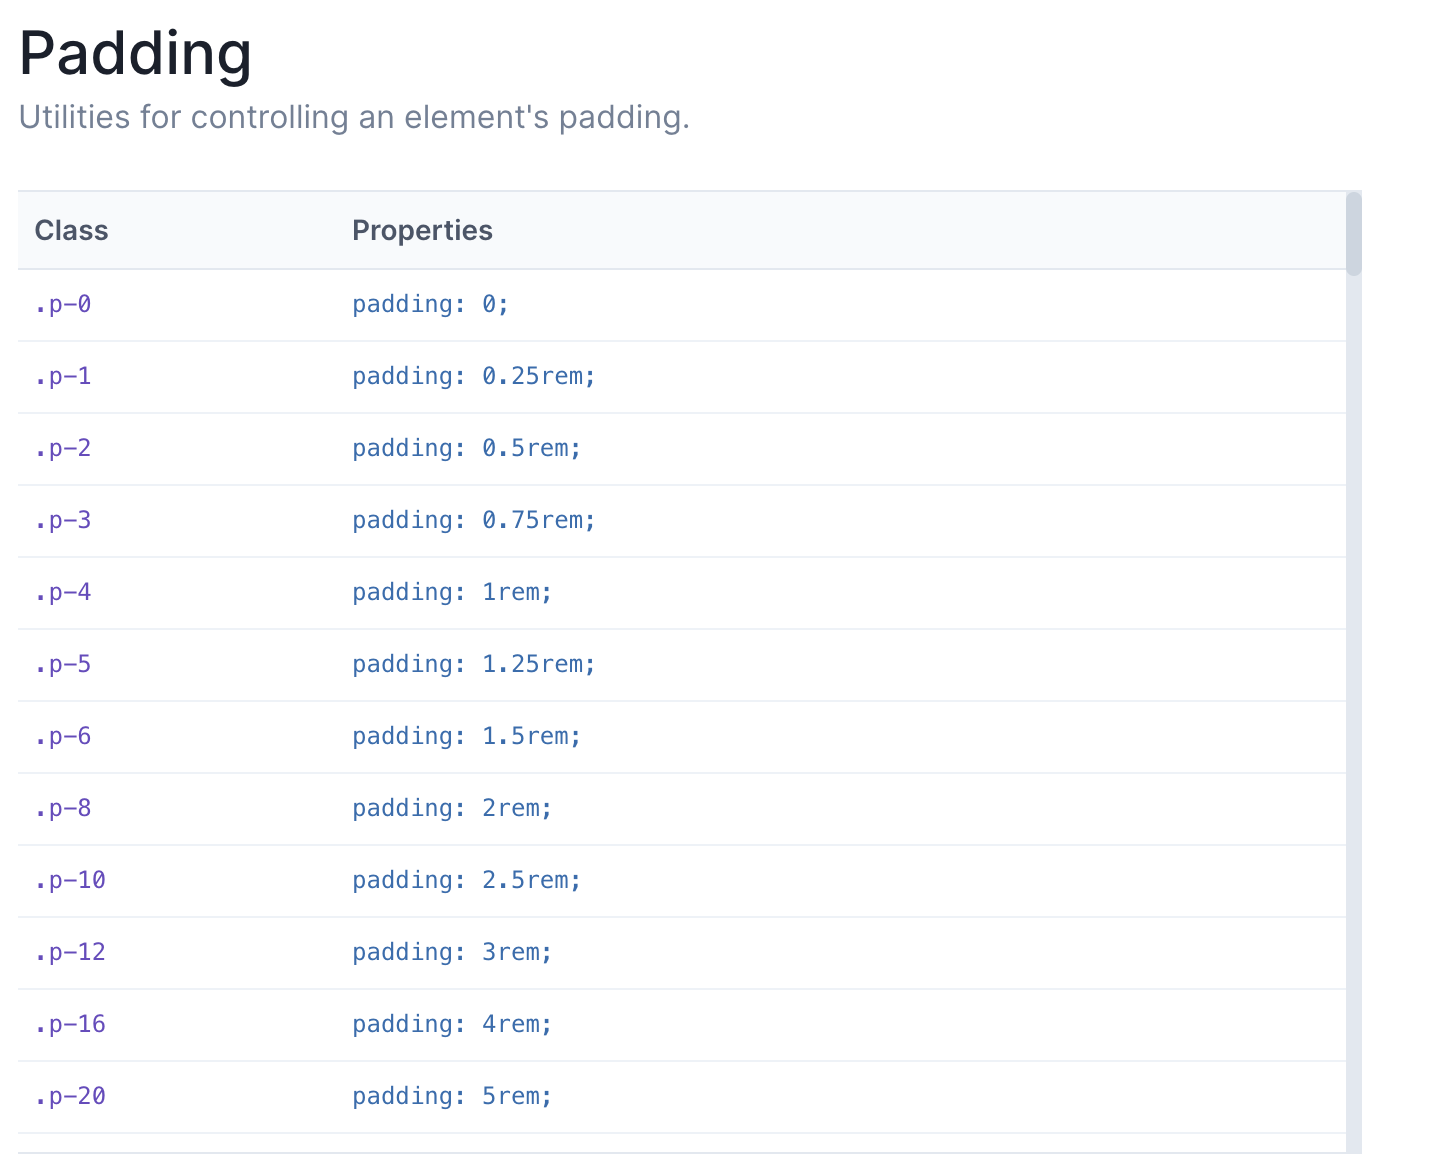 Padding
Utilities for controlling an element's padding.
Class Properties
.p-0 padding: 0;
.p-1 padding: 0.25rem;
.p-2 padding: 0.5rem;
.p-3 padding: 0.75rem;
.p-4 padding: 1rem;
.p-5 padding: 1.25rem;
.p-6 padding: 1.5rem;
.p-8 padding: 2rem;
.p-10 padding: 2.5rem;
.p-12 padding: 3rem;
.p-16 padding: 4rem;
.p-20 padding: 5rem;